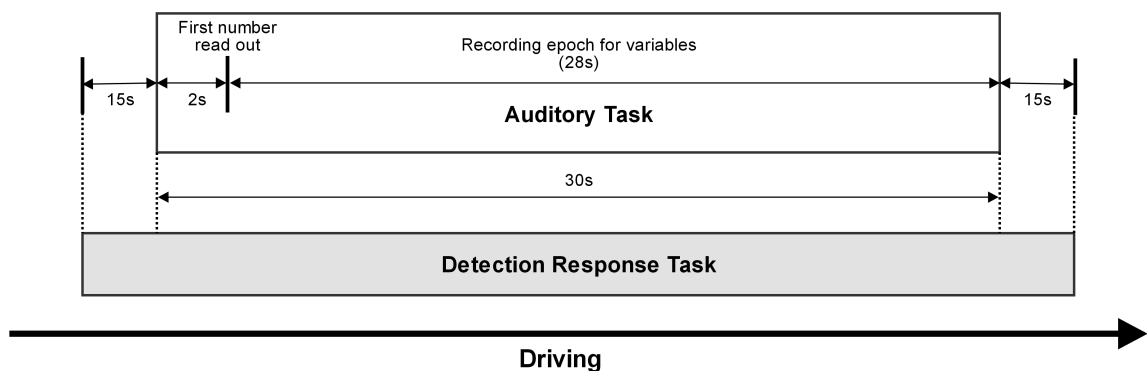 First number
read out
Recording epoch for variables
(28s)
15s
2s
15s
Auditory Task
30s
Detection Response Task
Driving